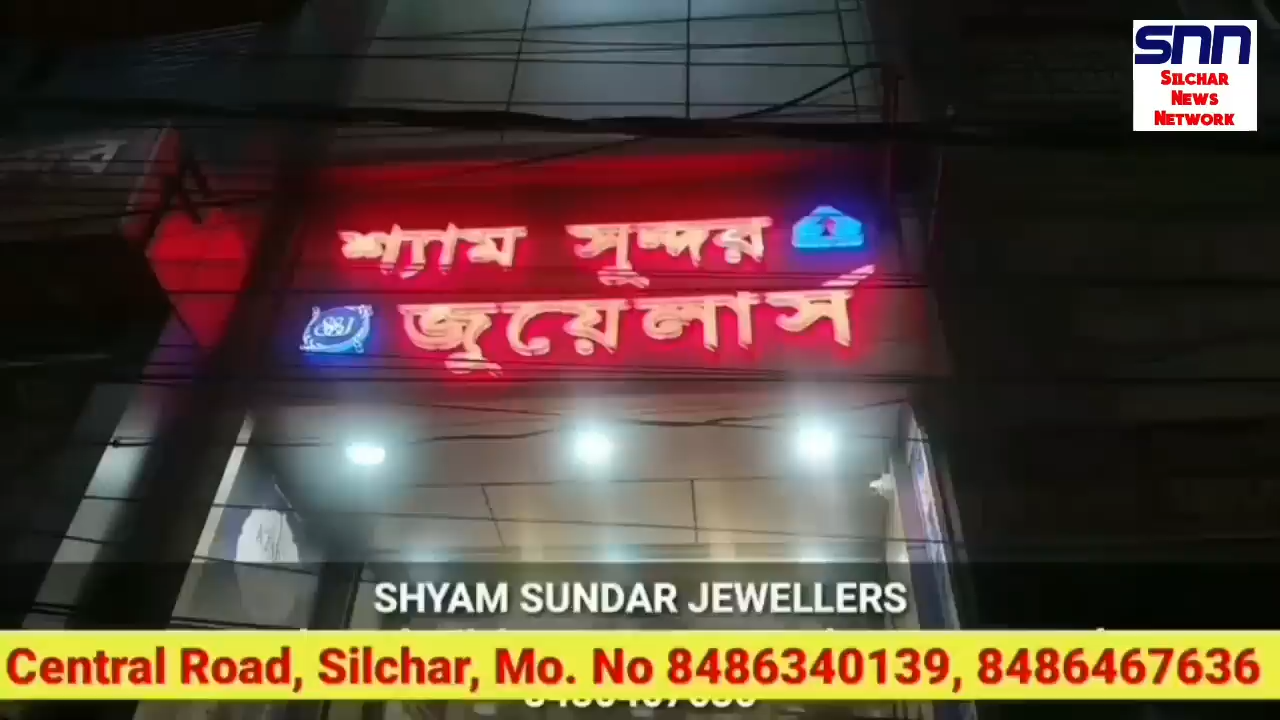 snn
SILCHAR
NEWS
NETWORK
শ্যাম সুন্দর
জুয়েলার্স
SHYAM SUNDAR JEWELLERS
Central Road, Silchar, Mo. No 8486340139, 8486467636